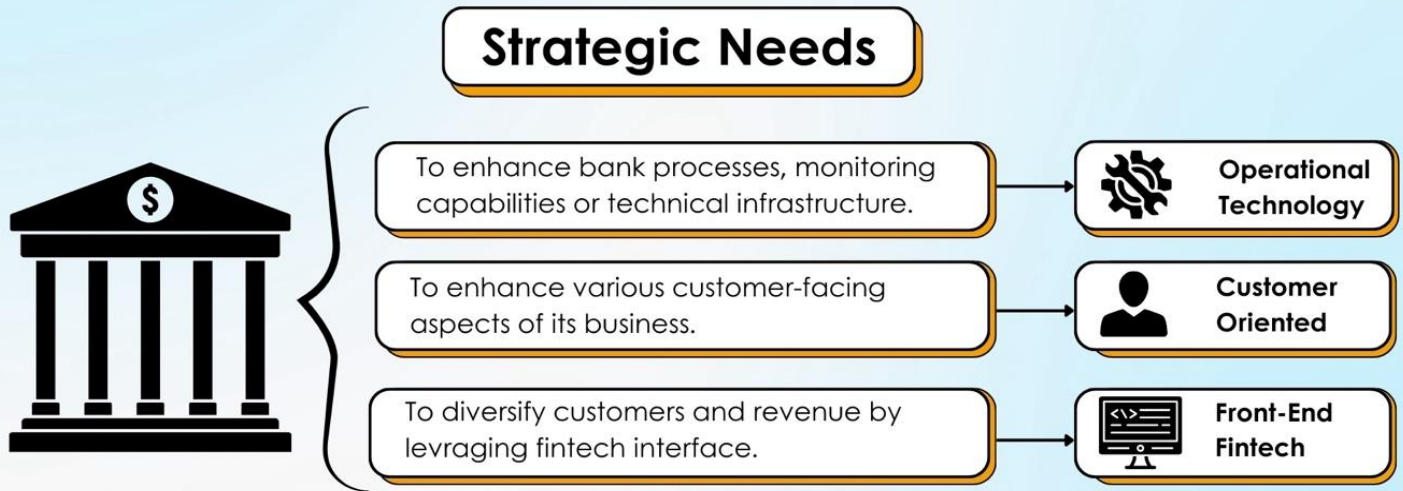 Strategic Needs
$
To enhance bank processes, monitoring
capabilities or technical infrastructure.
Operational
Technology
To enhance various customer-facing
aspects of its business.
Customer
Oriented
To diversify customers and revenue by
levraging fintech interface.
Front-End
Fintech